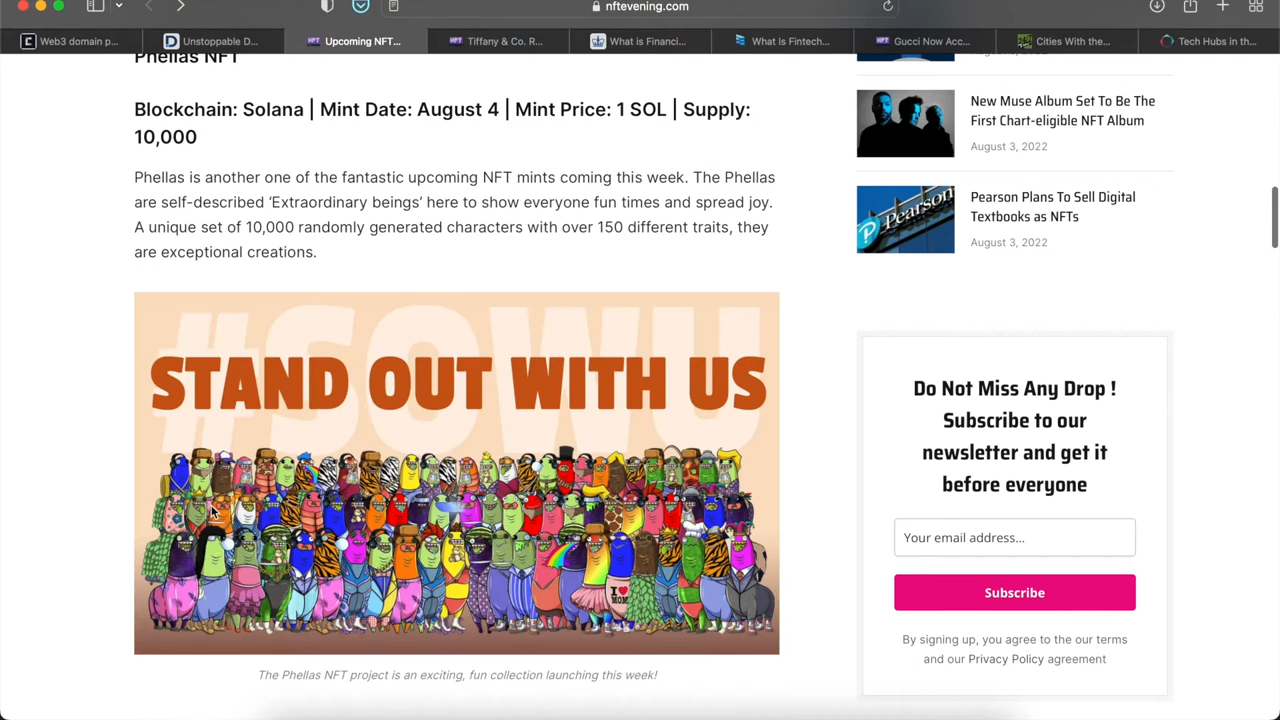 nftevening.com
Web3 domain p...
Unstoppable D...
Upcoming NFT...
Tiffany & Co. R...
What is Financi...
What Is Fintech...
Gucci Now Acc...
Cities With the...
Tech Hubs in th...
Phellas NFT
Blockchain: Solana | Mint Date: August 4 | Mint Price: 1 SOL | Supply:
10,000
Phellas is another one of the fantastic upcoming NFT mints coming this week. The Phellas
are self-described ‘Extraordinary beings’ here to show everyone fun times and spread joy.
A unique set of 10,000 randomly generated characters with over 150 different traits, they
are exceptional creations.
#SOWU
STAND OUT WITH US
I ♥
MOM
The Phellas NFT project is an exciting, fun collection launching this week!
August 3, 2022
New Muse Album Set To Be The
First Chart-eligible NFT Album
August 3, 2022
Pearson
Pearson Plans To Sell Digital
Textbooks as NFTs
August 3, 2022
Do Not Miss Any Drop !
Subscribe to our
newsletter and get it
before everyone
Your email address...
Subscribe
By signing up, you agree to the our terms
and our Privacy Policy agreement